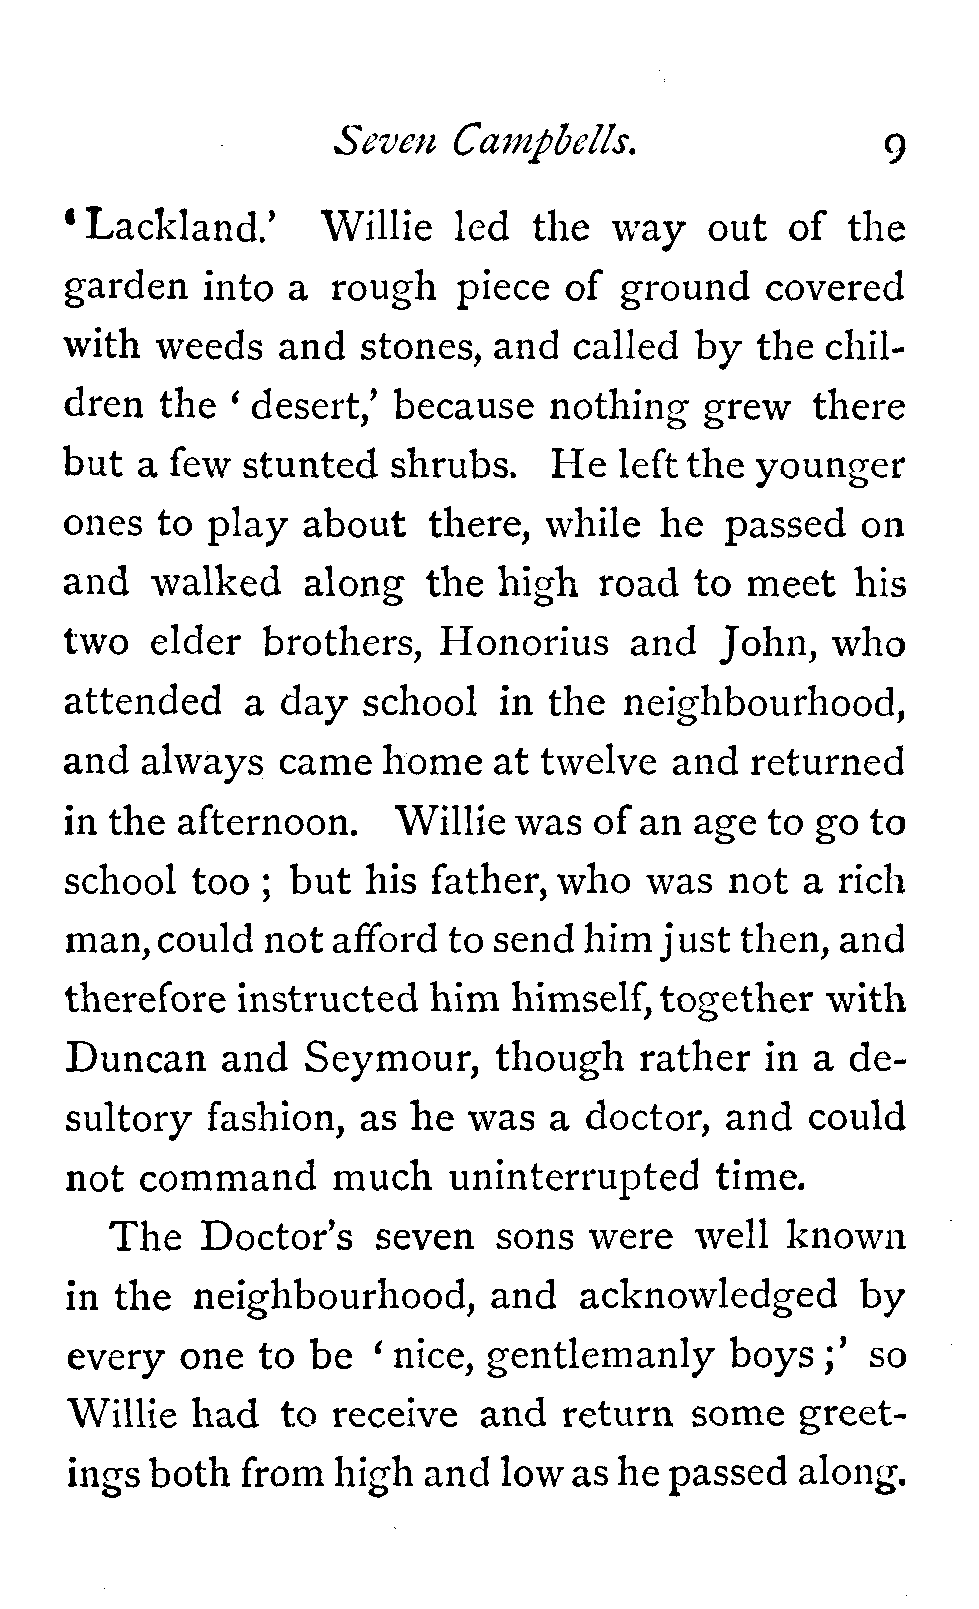 Seven Campbells. 9
‘Lackland.’ Willie led the way out of the
garden into a rough piece of ground covered
with weeds and stones, and called by the chil-
dren the ‘ desert,’ because nothing grew there
but a few stunted shrubs. He left the younger
ones to play about there, while he passed on
and walked along the high road to meet his
two elder brothers, Honorius and John, who
attended a day school in the neighbourhood,
and always came home at twelve and returned
in the afternoon. Willie was of an age to go to
school too ; but his father, who was not a rich
man, could not afford to send him just then, and
therefore instructed him himself, together with
Duncan and Seymour, though rather in a de-
sultory fashion, as he was a doctor, and could
not command much uninterrupted time.
The Doctor’s seven sons were well known
in the neighbourhood, and acknowledged by
every one to be ‘ nice, gentlemanly boys ;’ so
Willie had to receive and return some greet-
ings both from high and low as he passed along.